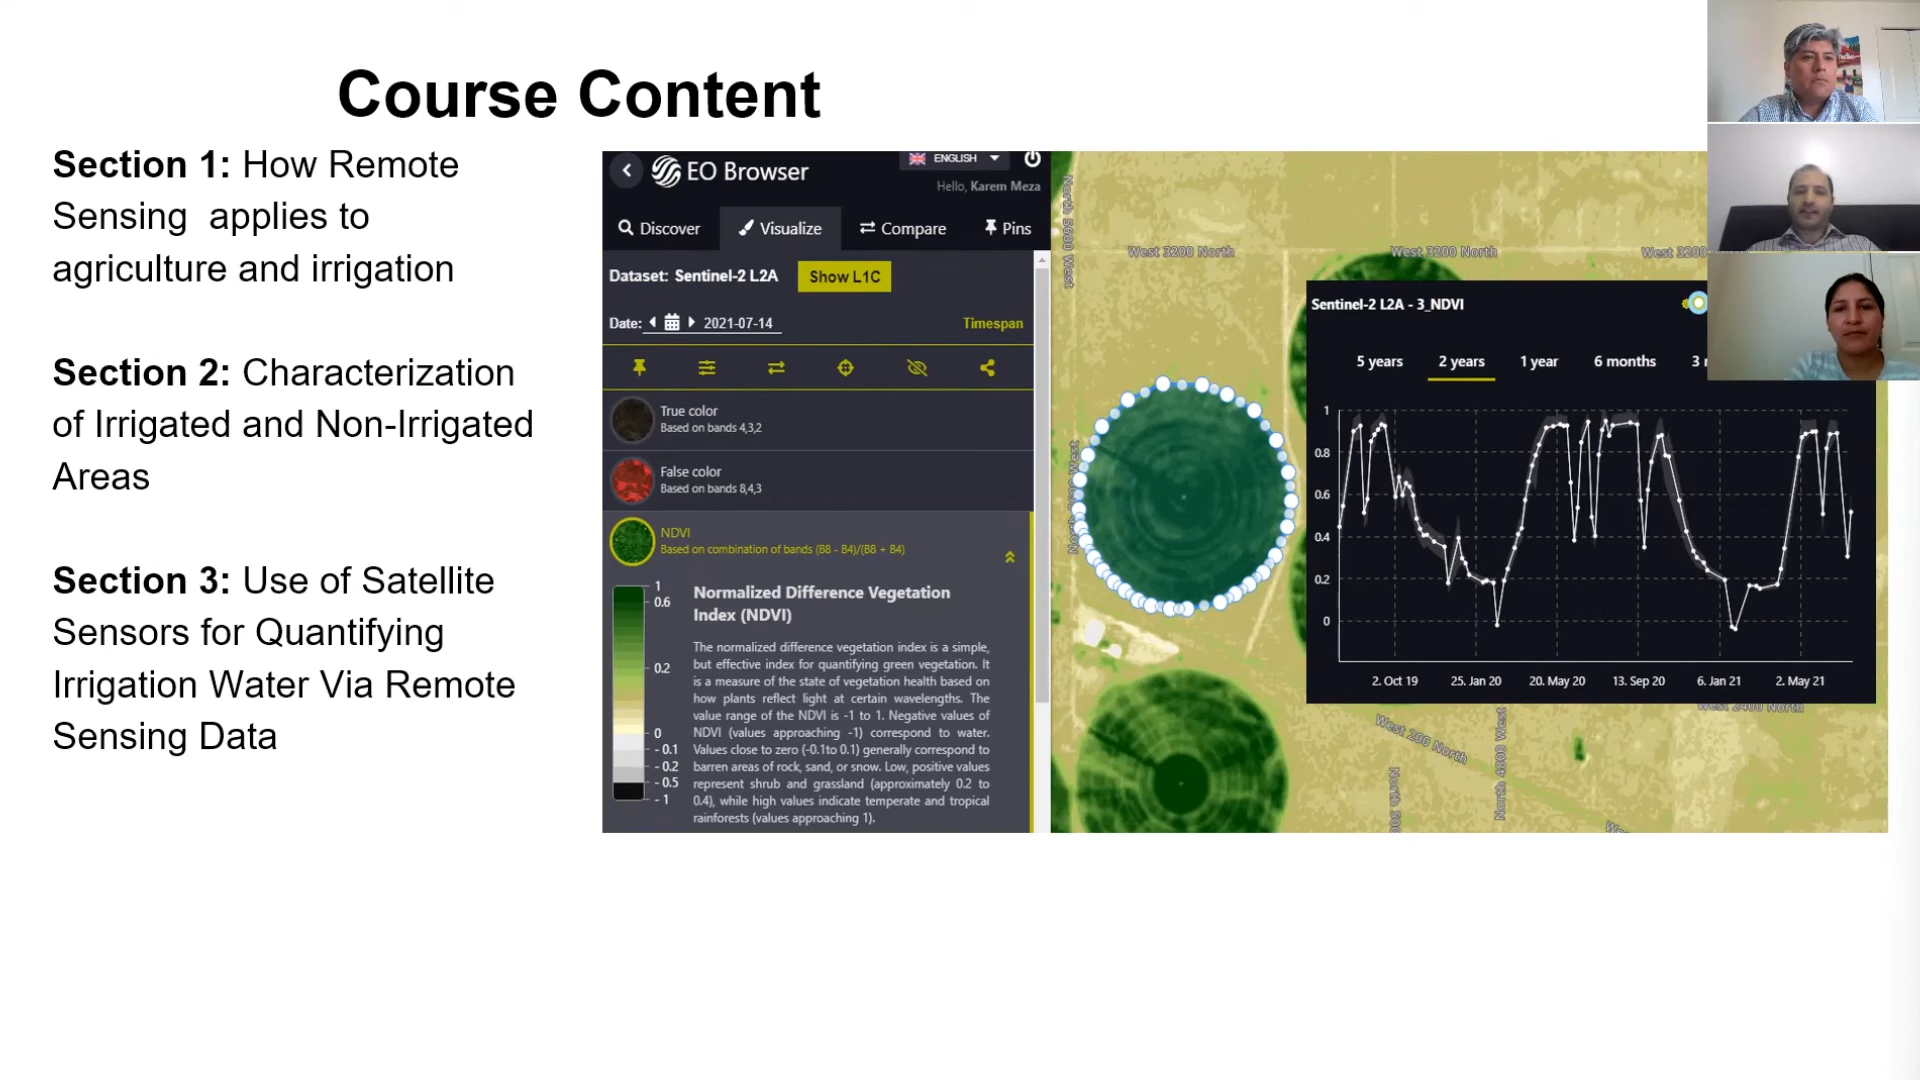 Course Content
Section 1: How Remote
Sensing applies to
agriculture and irrigation
Section 2: Characterization
of Irrigated and Non-Irrigated
Areas
Section 3: Use of Satellite
Sensors for Quantifying
Irrigation Water Via Remote
Sensing Data
EO Browser
ENGLISH
Hello, Karem Meza
Discover
Visualize
Compare
Pins
Dataset: Sentinel-2 L2A
Show L1C
Date:
2021-07-14
Timespan
True color
Based on bands 4,3,2
False color
Based on bands 8,4,3
NDVI
Based on combination of bands (B8 - B4)/(B8 + B4)
1
0.6
0.2
0
- 0.1
- 0.2
- 0.5
- 1
Normalized Difference Vegetation
Index (NDVI)
The normalized difference vegetation index is a simple,
but effective index for quantifying green vegetation. It
is a measure of the state of vegetation health based on
how plants reflect light at certain wavelengths. The
value range of the NDVI is -1 to 1. Negative values of
NDVI (values approaching -1) correspond to water.
Values close to zero (-0.1to 0.1) generally correspond to
barren areas of rock, sand, or snow. Low, positive values
represent shrub and grassland (approximately 0.2 to
0.4), while high values indicate temperate and tropical
rainforests (values approaching 1).
North 5600 West
West 3200 North
West 3200 North
West 3200
Sentinel-2 L2A - 3_NDVI
5 years
2 years
1 year
6 months
1
0.8
0.6
0.4
0.2
0
2. Oct 19
25. Jan 20
20. May 20
13. Sep 20
6. Jan 21
2. May 21
West 2400 North
West 200 North
North 4800 West